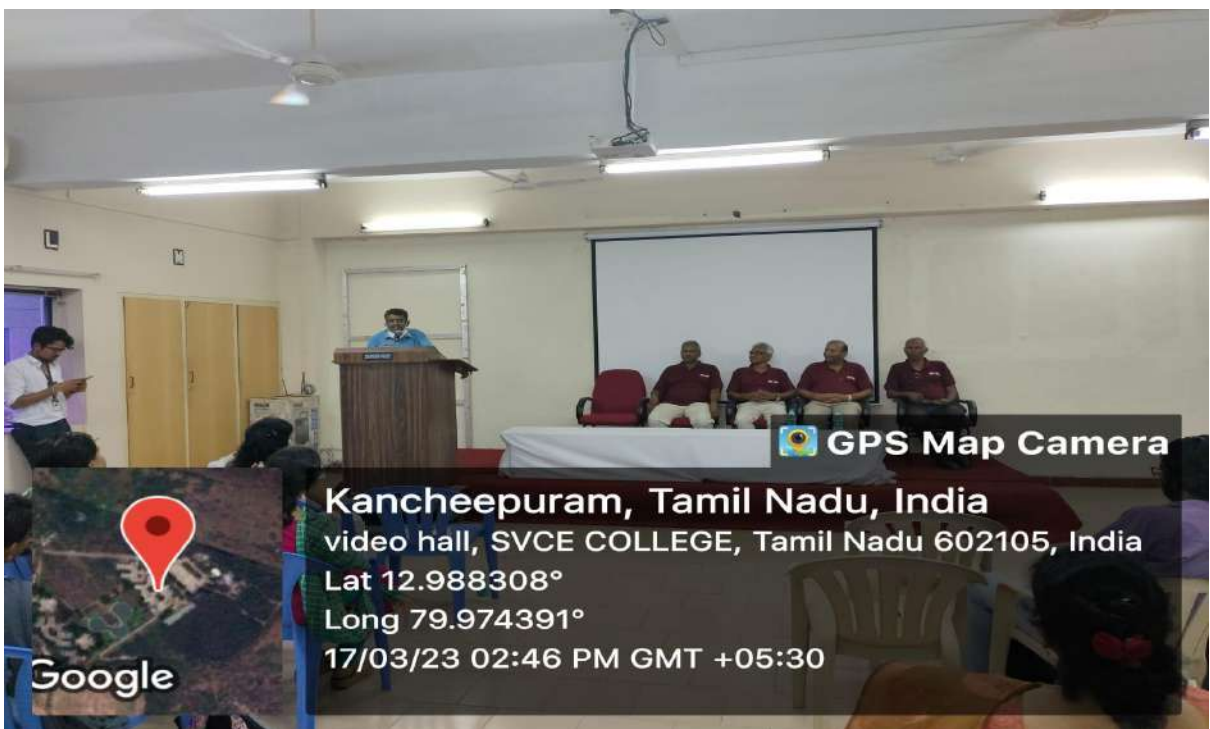 GPS Map Camera
Kancheepuram, Tamil Nadu, India
video hall, SVCE COLLEGE, Tamil Nadu 602105, India
Lat 12.988308°
Long 79.974391°
17/03/23 02:46 PM GMT +05:30
Google